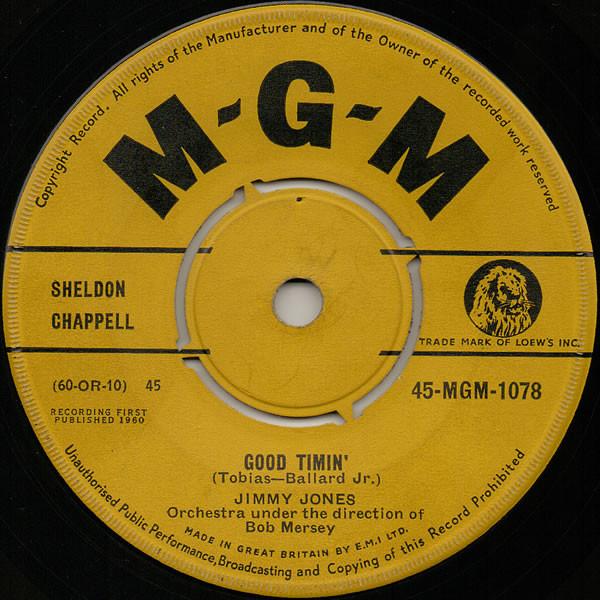 Copyright Record. All rights of the Manufacturer and of the Owner of the recorded work reserved
M-G-M
SHELDON
CHAPPELL
TRADE MARK OF LOEW'S INC.
(60-OR-10) 45
45-MGM-1078
RECORDING FIRST
PUBLISHED 1960
GOOD TIMIN'
(Tobias—Ballard Jr.)
JIMMY JONES
Orchestra under the direction of
Bob Mersey
MADE IN GREAT BRITAIN BY E.M.I LTD.
Unauthorised Public Performance, Broadcasting and Copying of this Record Prohibited